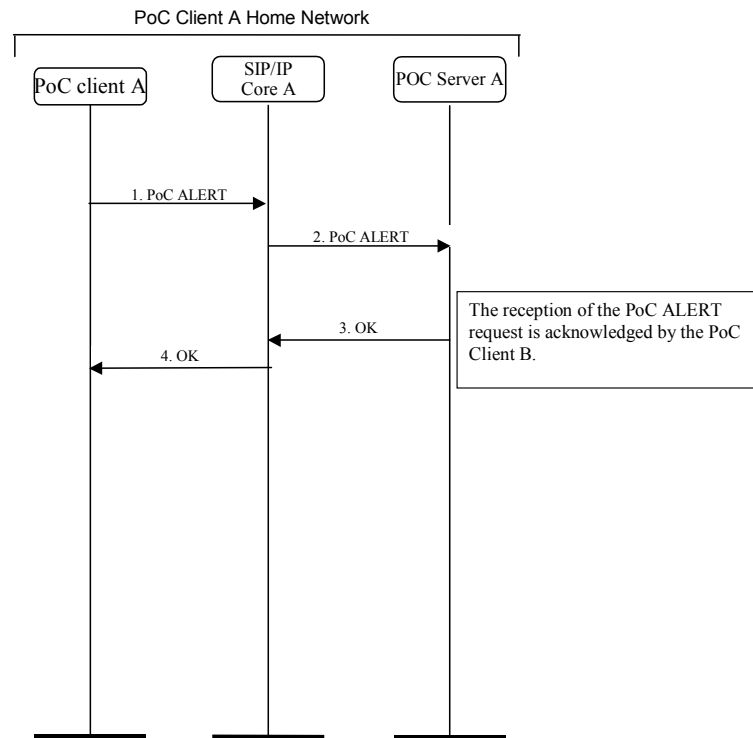 PoC Client A Home Network
PoC client A
SIP/IP
Core A
POC Server A
1. PoC ALERT
2. PoC ALERT
The reception of the PoC ALERT
request is acknowledged by the PoC
Client B.
3. OK
4. OK